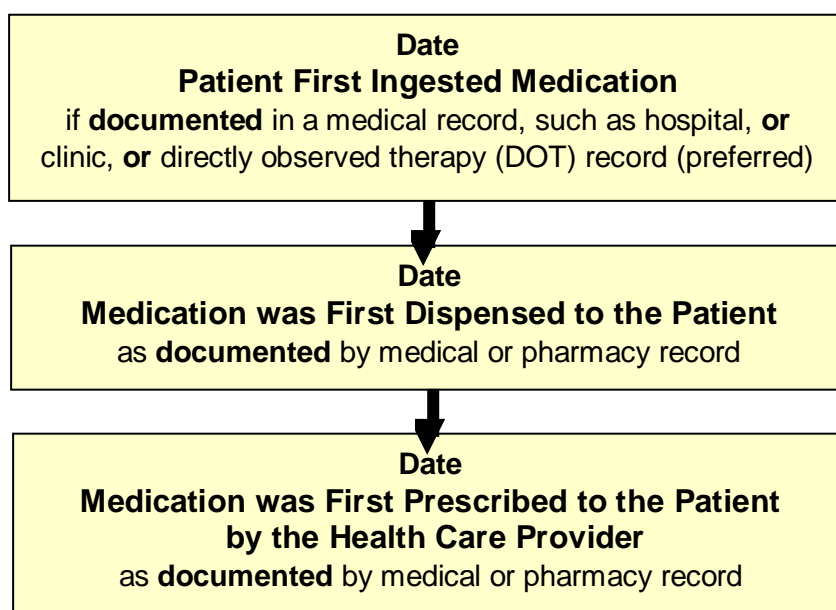 Date
Patient First Ingested Medication
if documented in a medical record, such as hospital, or
clinic, or directly observed therapy (DOT) record (preferred)
Date
Medication was First Dispensed to the Patient
as documented by medical or pharmacy record
Date
Medication was First Prescribed to the Patient
by the Health Care Provider
as documented by medical or pharmacy record